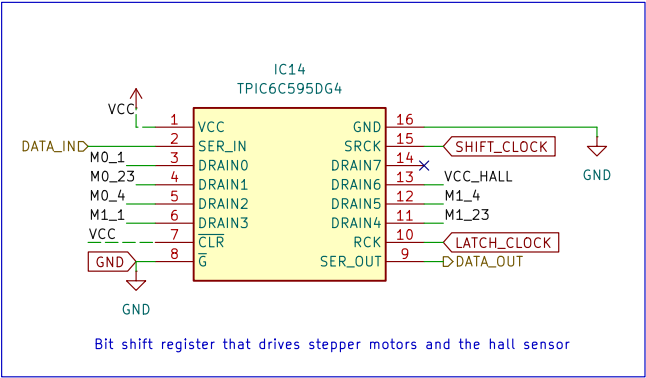 IC14
TPIC6C595DG4
VCC
1 VCC GND 16
DATA_IN 2 SER_IN SRCK 15 SHIFT_CLOCK
M0_1 3 DRAIN0 DRAIN7 14
M0_23 4 DRAIN1 DRAIN6 13 VCC_HALL
M0_4 5 DRAIN2 DRAIN5 12 M1_4
M1_1 6 DRAIN3 DRAIN4 11 M1_23
VCC 7 CLR RCK 10 LATCH_CLOCK
GND 8 G SER_OUT 9 DATA_OUT
GND
GND
Bit shift register that drives stepper motors and the hall sensor